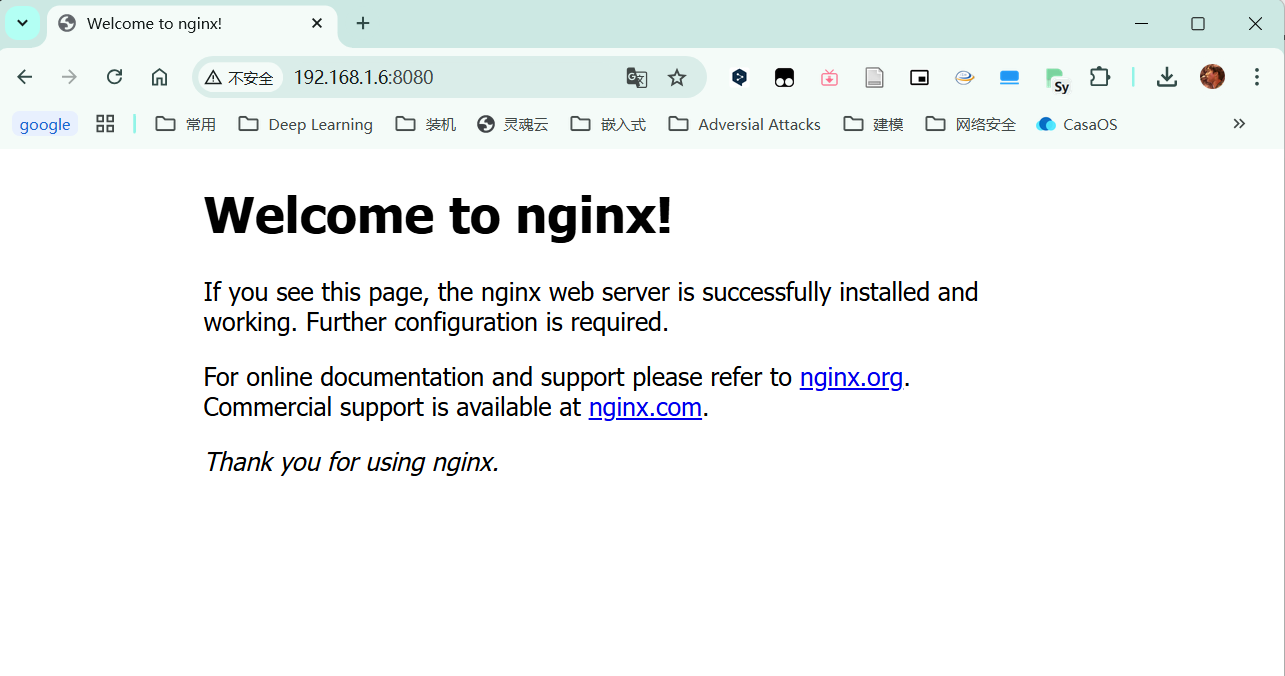 Welcome to nginx!
不安全 192.168.1.6:8080
Sy
google 常用 Deep Learning 装机 灵魂云 嵌入式 Adversial Attacks 建模 网络安全 CasaOS
Welcome to nginx!
If you see this page, the nginx web server is successfully installed and
working. Further configuration is required.
For online documentation and support please refer to nginx.org.
Commercial support is available at nginx.com.
Thank you for using nginx.